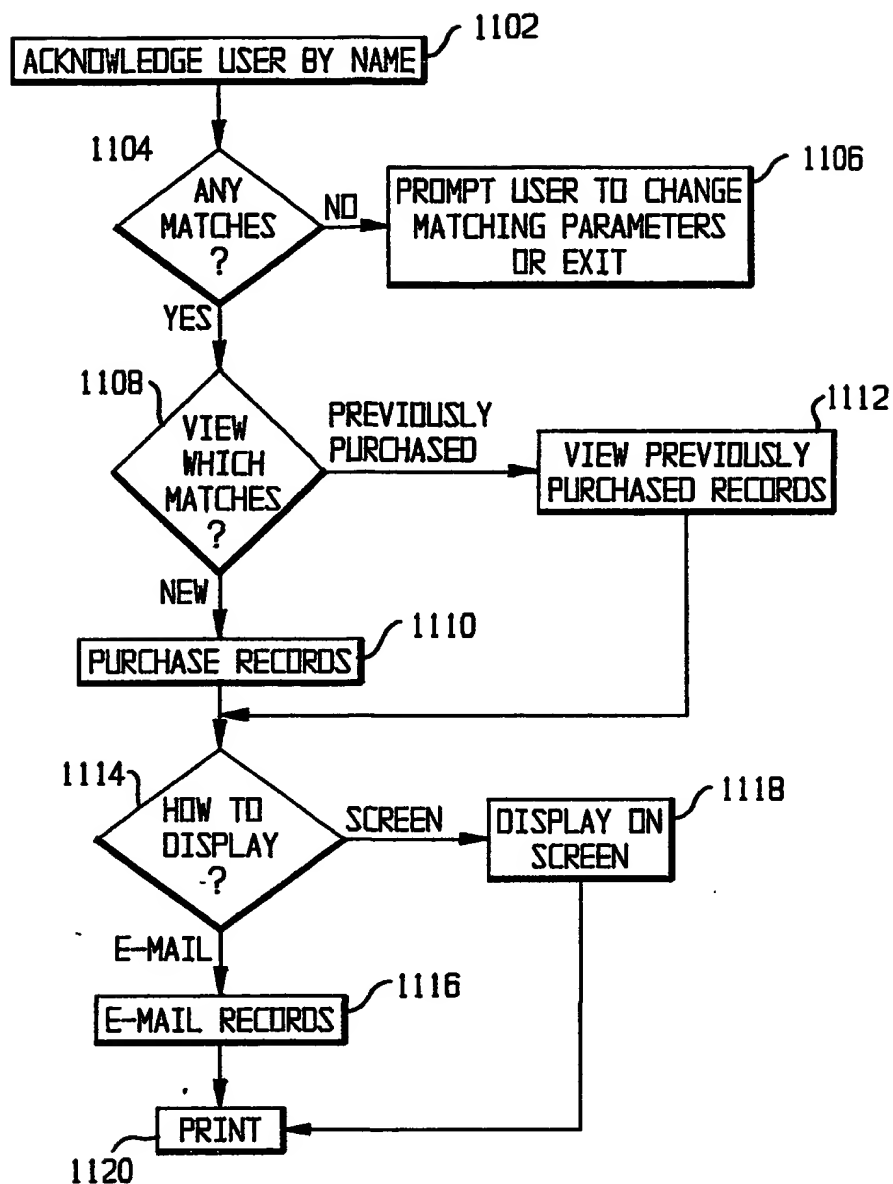 1102
ACKNOWLEDGE USER BY NAME
1104
ANY
MATCHES
?
NO
1106
PROMPT USER TO CHANGE
MATCHING PARAMETERS
OR EXIT
YES
1108
VIEW
WHICH
MATCHES
?
PREVIOUSLY
PURCHASED
1112
VIEW PREVIOUSLY
PURCHASED RECORDS
NEW
1110
PURCHASE RECORDS
1114
HOW TO
DISPLAY
?
SCREEN
1118
DISPLAY ON
SCREEN
E-MAIL
1116
E-MAIL RECORDS
PRINT
1120